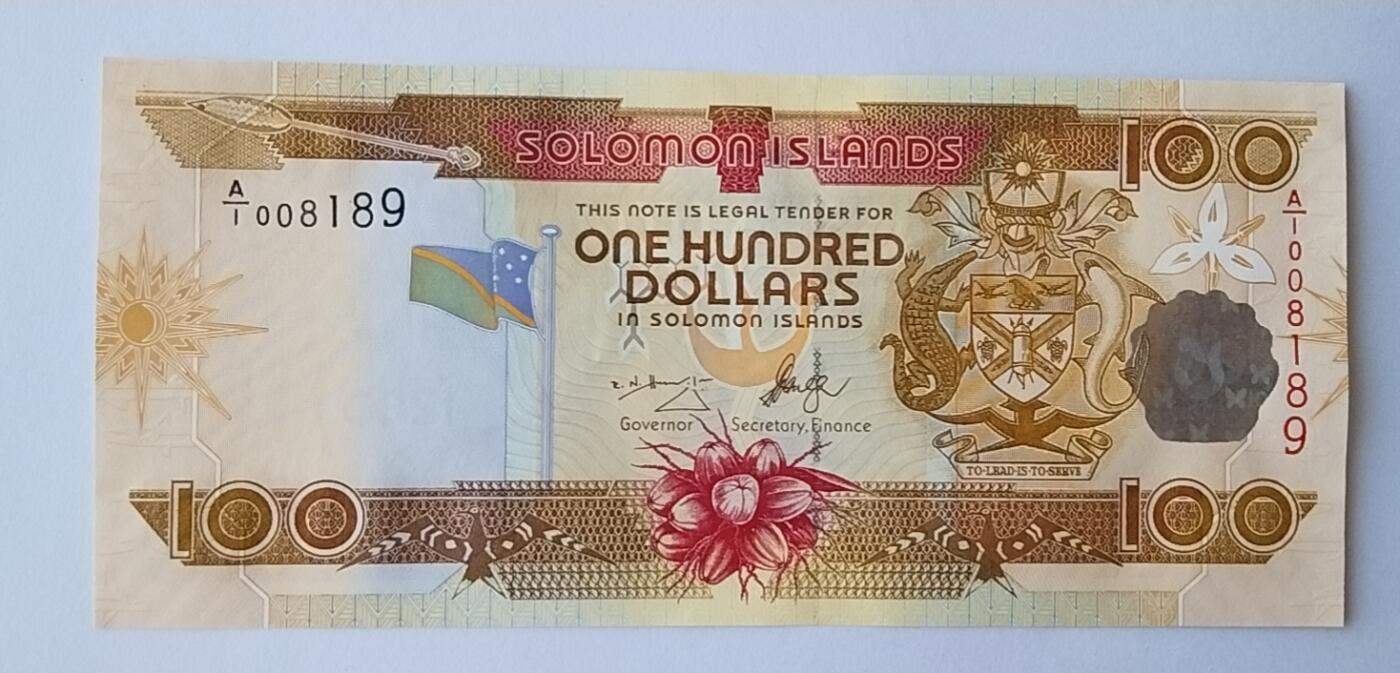 SOLOMON ISLANDS
100
A/1 008189
THIS NOTE IS LEGAL TENDER FOR
ONE HUNDRED
DOLLARS
IN SOLOMON ISLANDS
A/1 008189
Governor
Secretary, Finance
TO·LEAD·IS·TO·SERVE
100
100